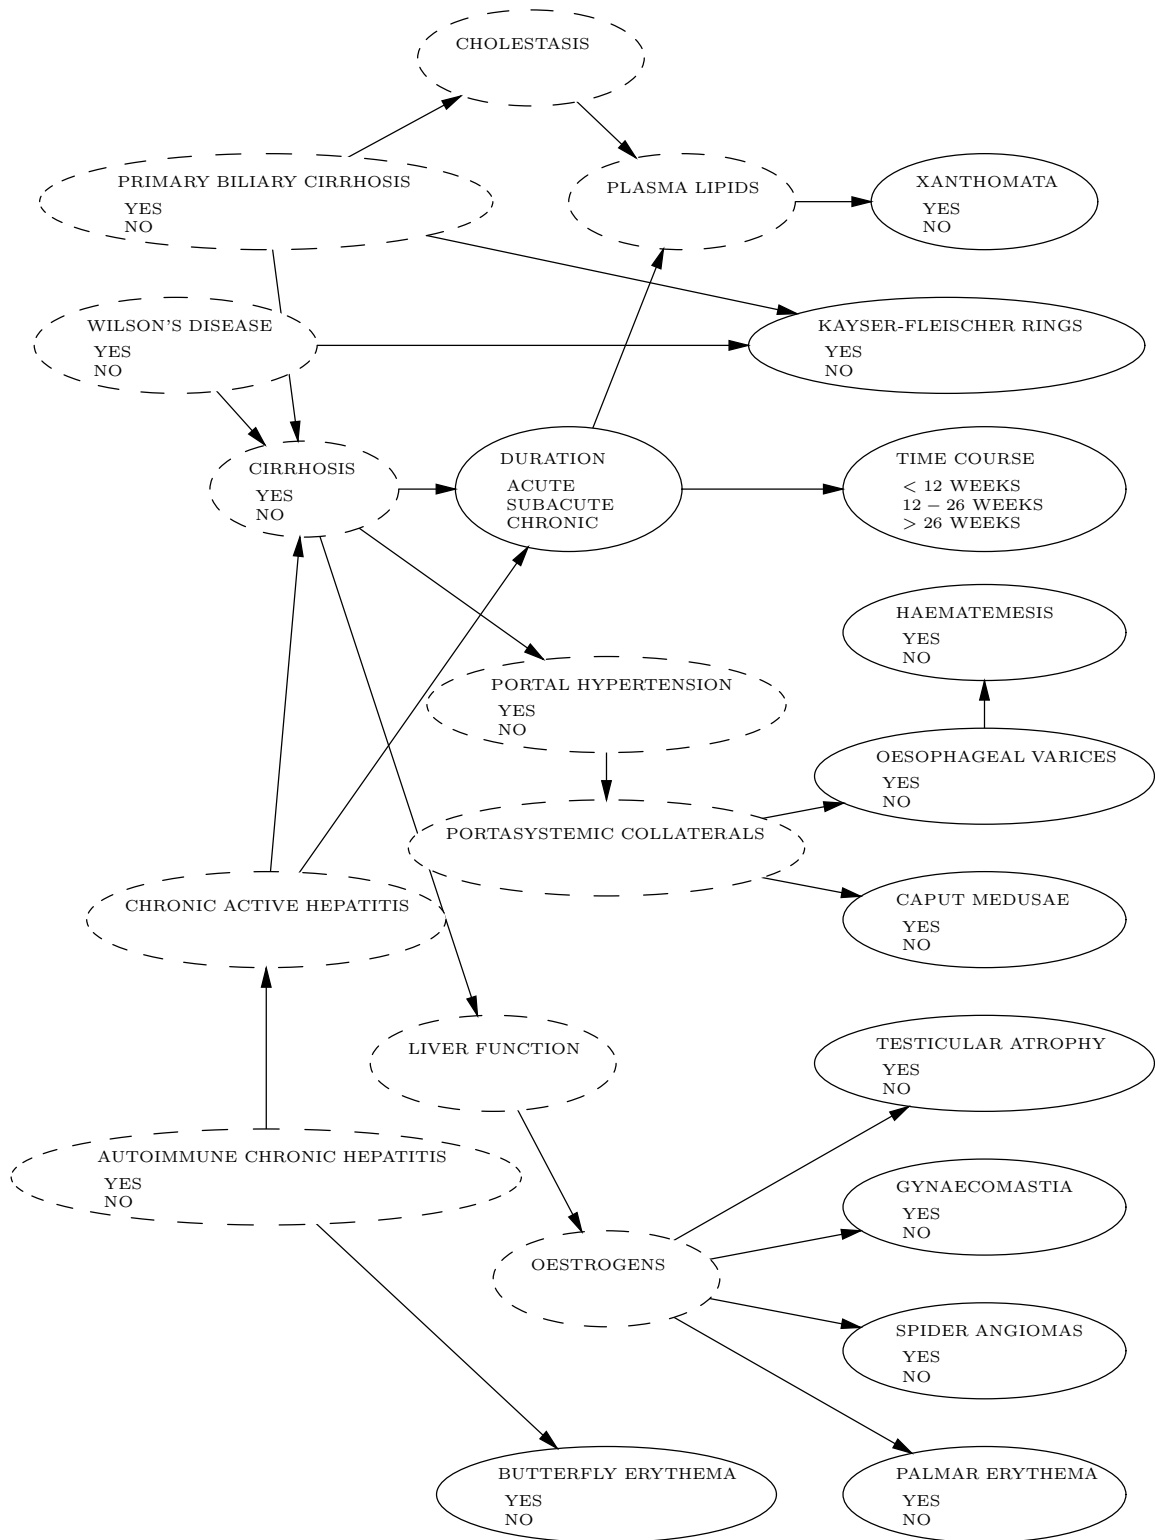 CHOLESTASIS
PRIMARY BILIARY CIRRHOSIS
YES
NO
PLASMA LIPIDS
XANTHOMATA
YES
NO
WILSON'S DISEASE
YES
NO
KAYSER-FLEISCHER RINGS
YES
NO
CIRRHOSIS
YES
NO
DURATION
ACUTE
SUBACUTE
CHRONIC
TIME COURSE
< 12 WEEKS
12 − 26 WEEKS
> 26 WEEKS
HAEMATEMESIS
YES
NO
PORTAL HYPERTENSION
YES
NO
OESOPHAGEAL VARICES
YES
NO
PORTASYSTEMIC COLLATERALS
CHRONIC ACTIVE HEPATITIS
CAPUT MEDUSAE
YES
NO
LIVER FUNCTION
TESTICULAR ATROPHY
YES
NO
AUTOIMMUNE CHRONIC HEPATITIS
YES
NO
GYNAECOMASTIA
YES
NO
OESTROGENS
SPIDER ANGIOMAS
YES
NO
BUTTERFLY ERYTHEMA
YES
NO
PALMAR ERYTHEMA
YES
NO